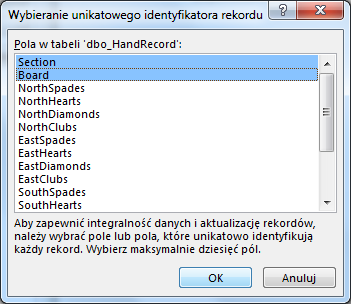 Wybieranie unikatowego identyfikatora rekordu
Pola w tabeli 'dbo_HandRecord':
Section
Board
NorthSpades
NorthHearts
NorthDiamonds
NorthClubs
EastSpades
EastHearts
EastDiamonds
EastClubs
SouthSpades
SouthHearts
Aby zapewnić integralność danych i aktualizację rekordów,
należy wybrać pole lub pola, które unikatowo identyfikują
każdy rekord. Wybierz maksymalnie dziesięć pól.
OK
Anuluj